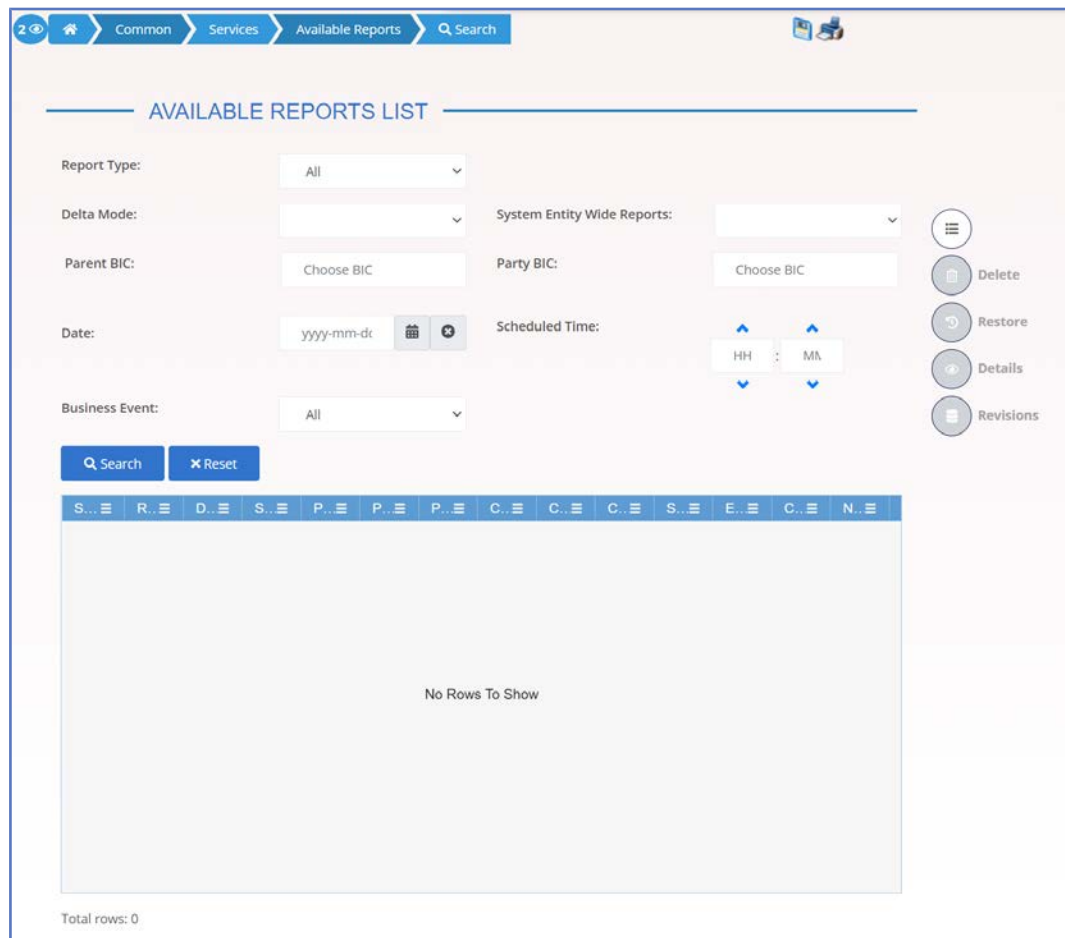 2 Common Services Available Reports Search
AVAILABLE REPORTS LIST
Report Type: All
Delta Mode: System Entity Wide Reports:
Parent BIC: Choose BIC Party BIC: Choose BIC
Delete
Date: yyyy-mm-dd Scheduled Time: Restore
HH : MM
Details
Business Event: All Revisions
Search Reset
S... R... D... S... P... P... P... C... C... C... S... E... C... N...
No Rows To Show
Total rows: 0